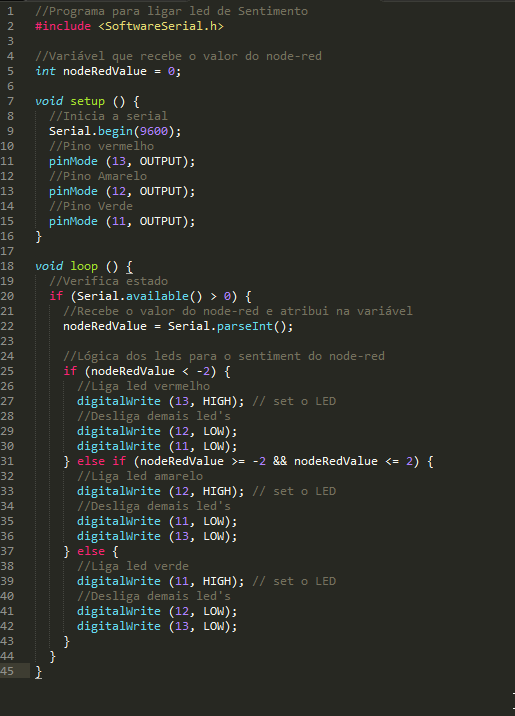 1 //Programa para ligar led de Sentimento
2 #include <SoftwareSerial.h>
3
4 //Variável que recebe o valor do node-red
5 int nodeRedValue = 0;
6
7 void setup () {
8 //Inicia a serial
9 Serial.begin(9600);
10 //Pino vermelho
11 pinMode (13, OUTPUT);
12 //Pino Amarelo
13 pinMode (12, OUTPUT);
14 //Pino Verde
15 pinMode (11, OUTPUT);
16 }
17
18 void loop () {
19 //Verifica estado
20 if (Serial.available() > 0) {
21 //Recebe o valor do node-red e atribui na variável
22 nodeRedValue = Serial.parseInt();
23
24 //Lógica dos leds para o sentiment do node-red
25 if (nodeRedValue < -2) {
26 //Liga led vermelho
27 digitalWrite (13, HIGH); // set o LED
28 //Desliga demais led's
29 digitalWrite (12, LOW);
30 digitalWrite (11, LOW);
31 } else if (nodeRedValue >= -2 && nodeRedValue <= 2) {
32 //Liga led amarelo
33 digitalWrite (12, HIGH); // set o LED
34 //Desliga demais led's
35 digitalWrite (11, LOW);
36 digitalWrite (13, LOW);
37 } else {
38 //Liga led verde
39 digitalWrite (11, HIGH); // set o LED
40 //Desliga demais led's
41 digitalWrite (12, LOW);
42 digitalWrite (13, LOW);
43 }
44 }
45 }